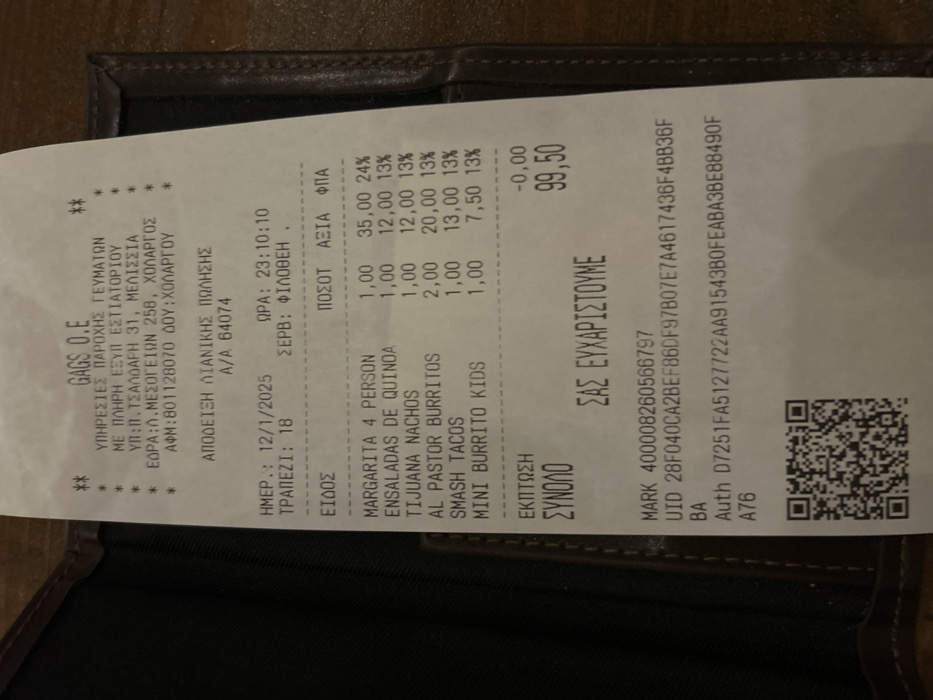 ** GAGS O.E **
* ΥΠΗΡΕΣΙΕΣ ΠΑΡΟΧΗΣ ΓΕΥΜΑΤΩΝ *
* ΜΕ ΠΛΗΡΗ ΕΞΥΠ ΕΣΤΙΑΤΟΡΙΟΥ *
* ΥΠ:Π.ΤΣΑΛΔΑΡΗ 31, ΜΕΛΙΣΣΙΑ *
* ΕΔΡΑ:Λ.ΜΕΣΟΓΕΙΩΝ 258, ΧΟΛΑΡΓΟΣ *
* ΑΦΜ:801128070 ΔΟΥ:ΧΟΛΑΡΓΟΥ *
ΑΠΟΔΕΙΞΗ ΛΙΑΝΙΚΗΣ ΠΩΛΗΣΗΣ
Α/Α 64074
ΗΜΕΡ.: 12/1/2025 ΩΡΑ: 23:10:10
ΤΡΑΠΕΖΙ: 18 ΣΕΡΒ: ΦΙΛΟΘΕΗ .
ΕΙΔΟΣ ΠΟΣΟΤ ΑΞΙΑ ΦΠΑ
MARGARITA 4 PERSON 1,00 35,00 24%
ENSALADAS DE QUINOA 1,00 12,00 13%
TIJUANA NACHOS 1,00 12,00 13%
AL PASTOR BURRITOS 2,00 20,00 13%
SMASH TACOS 1,00 13,00 13%
MINI BURRITO KIDS 1,00 7,50 13%
ΕΚΠΤΩΣΗ -0,00
ΣΥΝΟΛΟ 99,50
ΣΑΣ ΕΥΧΑΡΙΣΤΟΥΜΕ
MARK 400008260566797
UID 28F040CA2BEF86DF97B07E7A4617436F4BB36F
BA
Auth D7251FA5127722AA91543B0FEABA3BE88490F
A76